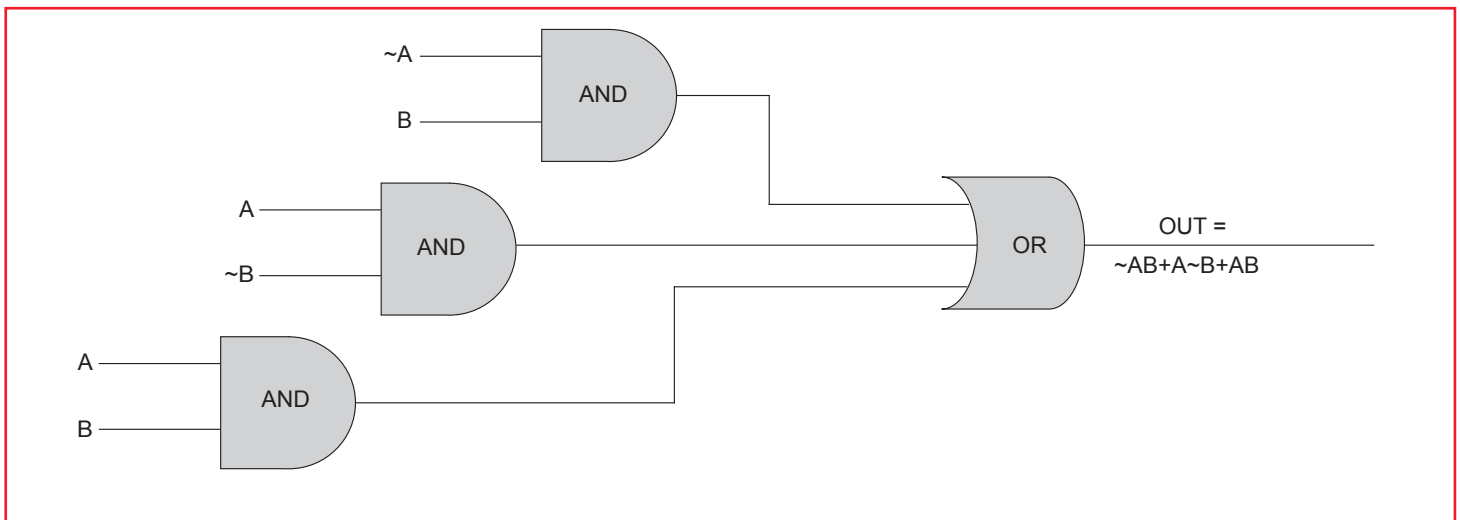 ~A
AND
B
A
AND
~B
OR
OUT =
~AB+A~B+AB
A
AND
B